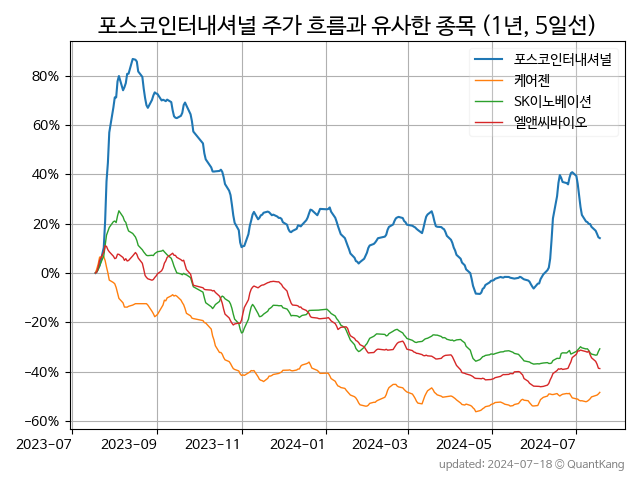 포스코인터내셔널 주가 흐름과 유사한 종목 (1년, 5일선)
포스코인터내셔널
케어젠
SK이노베이션
엘앤씨바이오
80%
60%
40%
20%
0%
−20%
−40%
−60%
2023-07 2023-09 2023-11 2024-01 2024-03 2024-05 2024-07
updated: 2024-07-18 © QuantKang